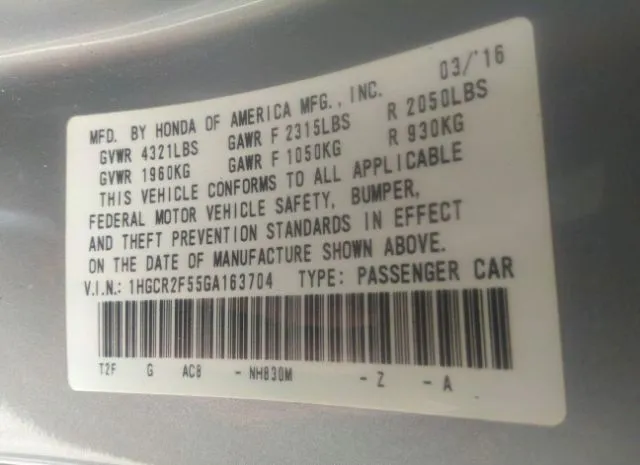 03/'16
MFD. BY HONDA OF AMERICA MFG., INC.
GVWR 4321LBS GAWR F 2315LBS R 2050LBS
GVWR 1960KG GAWR F 1050KG R 930KG
THIS VEHICLE CONFORMS TO ALL APPLICABLE
FEDERAL MOTOR VEHICLE SAFETY, BUMPER,
AND THEFT PREVENTION STANDARDS IN EFFECT
ON THE DATE OF MANUFACTURE SHOWN ABOVE.
V.I.N.: 1HGCR2F55GA163704 TYPE: PASSENGER CAR
T2F G AC8 - NH830M - Z - A